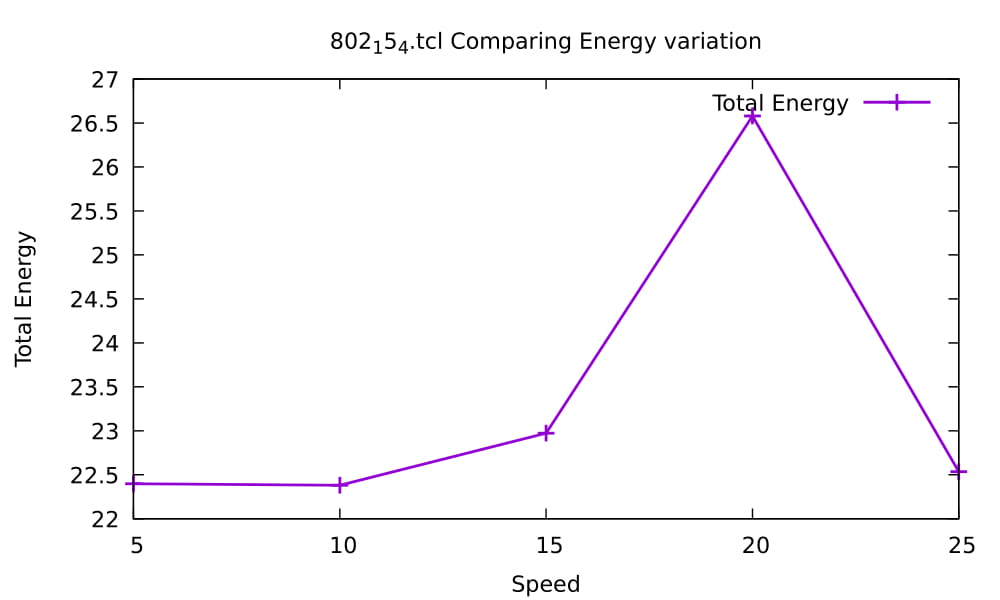 802₁5₄.tcl Comparing Energy variation
Total Energy
27
26.5
26
25.5
25
24.5
24
23.5
23
22.5
22
Total Energy
5 10 15 20 25
Speed